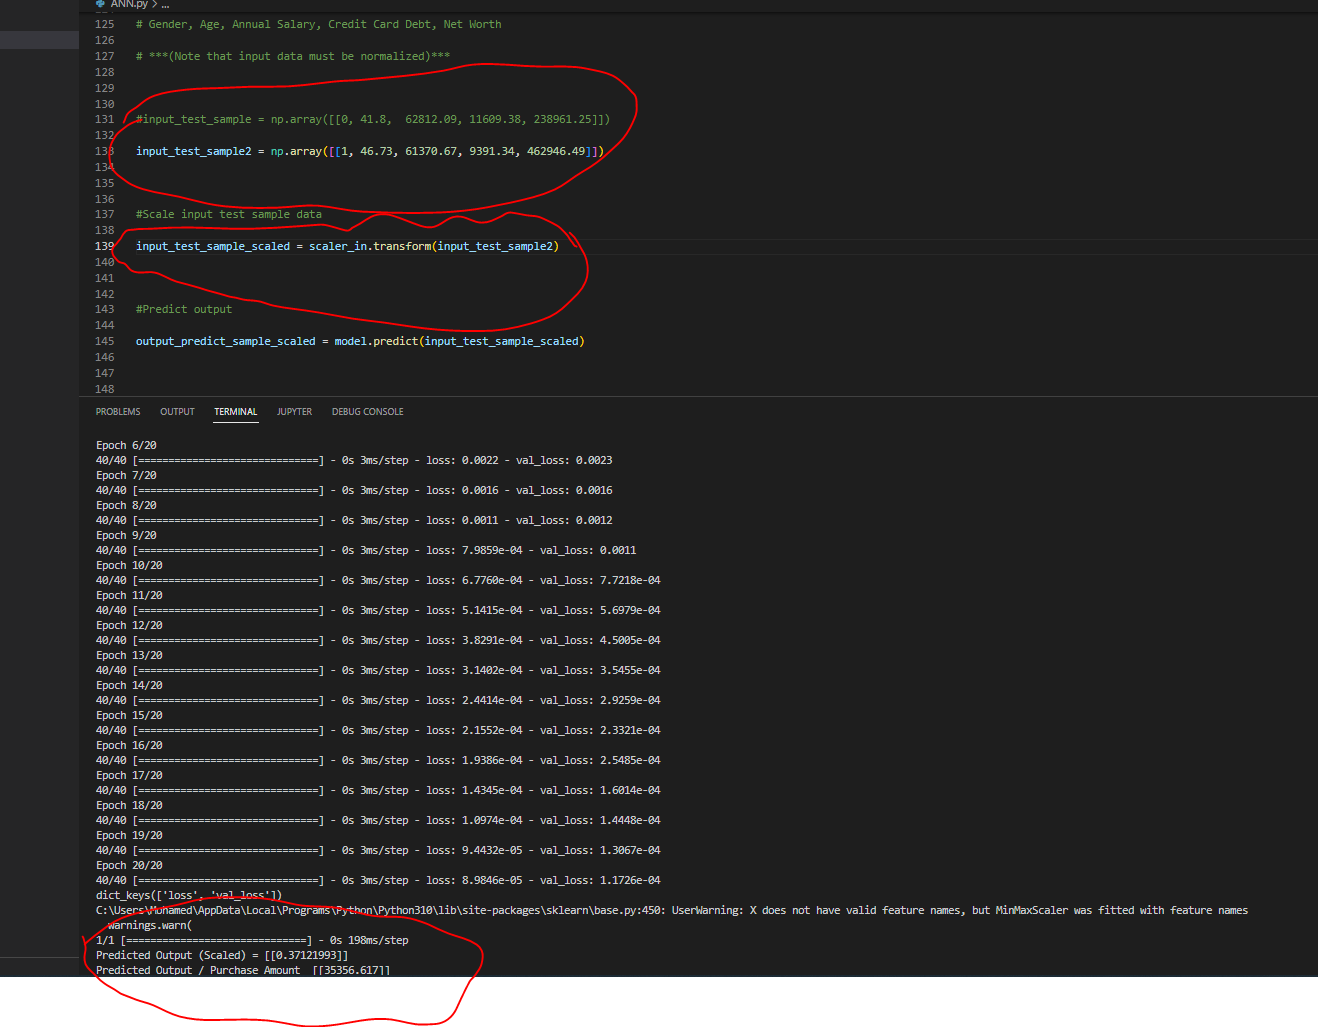 ANN.py > ...
125 # Gender, Age, Annual Salary, Credit Card Debt, Net Worth
126
127 # ***(Note that input data must be normalized)***
128
129
130
131 #input_test_sample = np.array([[0, 41.8,  62812.09, 11609.38, 238961.25]])
132
133 input_test_sample2 = np.array([[1, 46.73, 61370.67, 9391.34, 462946.49]])
134
135
136
137 #Scale input test sample data
138
139 input_test_sample_scaled = scaler_in.transform(input_test_sample2)
140
141
142
143 #Predict output
144
145 output_predict_sample_scaled = model.predict(input_test_sample_scaled)
146
147
148
PROBLEMS OUTPUT TERMINAL JUPYTER DEBUG CONSOLE
Epoch 6/20
40/40 [==============================] - 0s 3ms/step - loss: 0.0022 - val_loss: 0.0023
Epoch 7/20
40/40 [==============================] - 0s 3ms/step - loss: 0.0016 - val_loss: 0.0016
Epoch 8/20
40/40 [==============================] - 0s 3ms/step - loss: 0.0011 - val_loss: 0.0012
Epoch 9/20
40/40 [==============================] - 0s 3ms/step - loss: 7.9859e-04 - val_loss: 0.0011
Epoch 10/20
40/40 [==============================] - 0s 3ms/step - loss: 6.7760e-04 - val_loss: 7.7218e-04
Epoch 11/20
40/40 [==============================] - 0s 3ms/step - loss: 5.1415e-04 - val_loss: 5.6979e-04
Epoch 12/20
40/40 [==============================] - 0s 3ms/step - loss: 3.8291e-04 - val_loss: 4.5005e-04
Epoch 13/20
40/40 [==============================] - 0s 3ms/step - loss: 3.1402e-04 - val_loss: 3.5455e-04
Epoch 14/20
40/40 [==============================] - 0s 3ms/step - loss: 2.4414e-04 - val_loss: 2.9259e-04
Epoch 15/20
40/40 [==============================] - 0s 3ms/step - loss: 2.1552e-04 - val_loss: 2.3321e-04
Epoch 16/20
40/40 [==============================] - 0s 3ms/step - loss: 1.9386e-04 - val_loss: 2.5485e-04
Epoch 17/20
40/40 [==============================] - 0s 3ms/step - loss: 1.4345e-04 - val_loss: 1.6014e-04
Epoch 18/20
40/40 [==============================] - 0s 3ms/step - loss: 1.0974e-04 - val_loss: 1.4448e-04
Epoch 19/20
40/40 [==============================] - 0s 3ms/step - loss: 9.4432e-05 - val_loss: 1.3067e-04
Epoch 20/20
40/40 [==============================] - 0s 3ms/step - loss: 8.9846e-05 - val_loss: 1.1726e-04
dict_keys(['loss', 'val_loss'])
C:\Users\Mohamed\AppData\Local\Programs\Python\Python310\lib\site-packages\sklearn\base.py:450: UserWarning: X does not have valid feature names, but MinMaxScaler was fitted with feature names
  warnings.warn(
1/1 [==============================] - 0s 198ms/step
Predicted Output (Scaled) = [[0.37121993]]
Predicted Output / Purchase Amount  [[35356.617]]